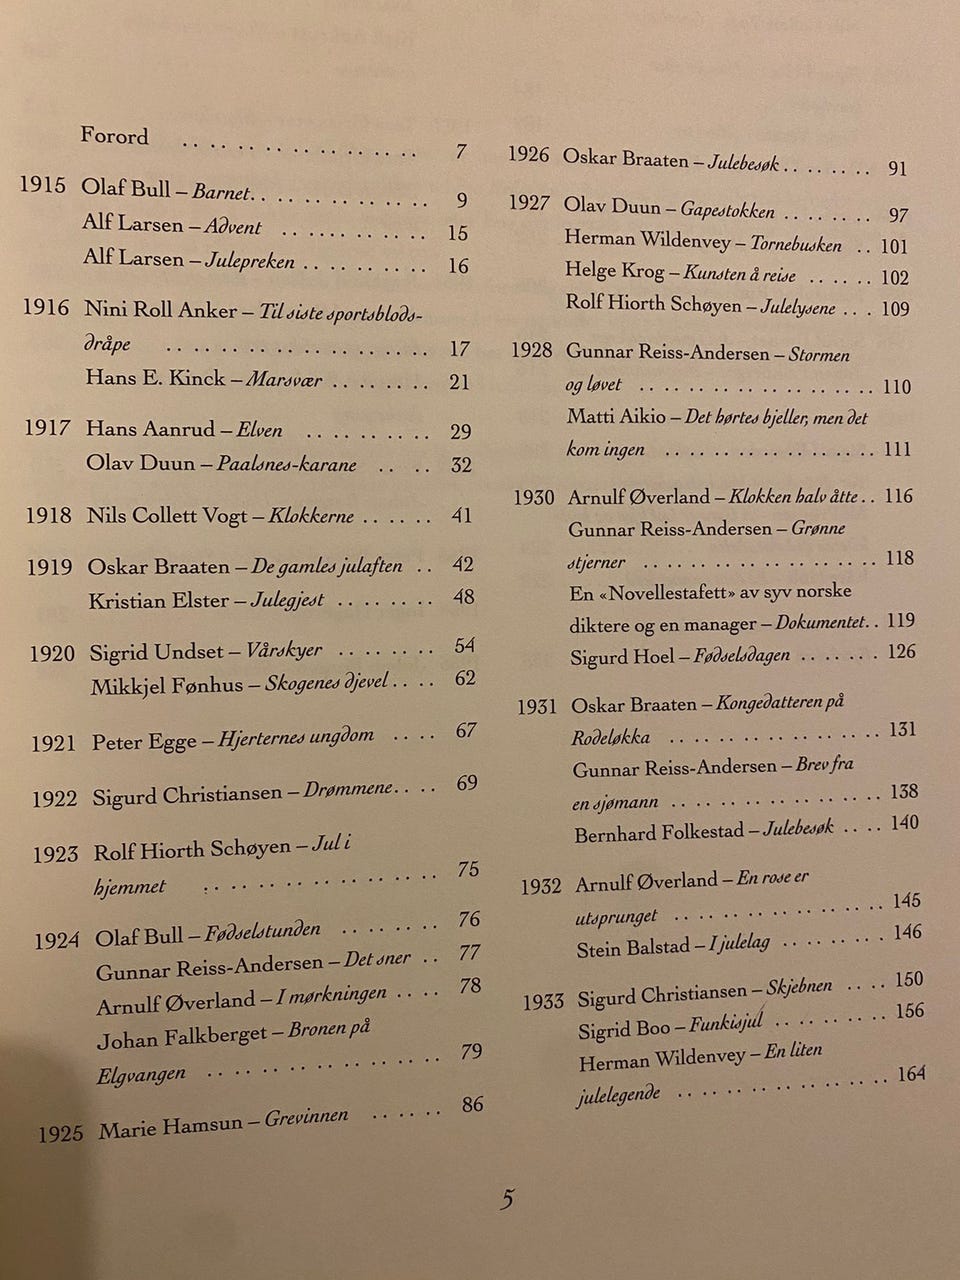 Forord . . . . . . . . . . . . . . . . . . 7
1915 Olaf Bull – Barnet. . . . . . . . . . . . . . 9
Alf Larsen – Advent . . . . . . . . . . . 15
Alf Larsen – Julepreken . . . . . . . . . . 16
1916 Nini Roll Anker – Til siste sportsblods-
dråpe . . . . . . . . . . . . . . . . . . . . 17
Hans E. Kinck – Marsvær . . . . . . . . 21
1917 Hans Aanrud – Elven . . . . . . . . . . 29
Olav Duun – Paalsnes-karane . . . . 32
1918 Nils Collett Vogt – Klokkerne . . . . . . 41
1919 Oskar Braaten – De gamles julaften . . 42
Kristian Elster – Julegjest . . . . . . . . 48
1920 Sigrid Undset – Vårskyer . . . . . . . . 54
Mikkjel Fønhus – Skogenes djevel . . . . 62
1921 Peter Egge – Hjerternes ungdom . . . . 67
1922 Sigurd Christiansen – Drømmene. . . . 69
1923 Rolf Hiorth Schøyen – Jul i
hjemmet . . . . . . . . . . . . . . . . . . 75
1924 Olaf Bull – Fødselstunden . . . . . . . . 76
Gunnar Reiss-Andersen – Det sner . . 77
Arnulf Øverland – I mørkningen . . . . 78
Johan Falkberget – Bronen på
Elgvangen . . . . . . . . . . . . . . . . . . 79
1925 Marie Hamsun – Grevinnen . . . . . . 86
1926 Oskar Braaten – Julebesøk . . . . . . . 91
1927 Olav Duun – Gapestokken . . . . . . . 97
Herman Wildenvey – Tornebusken . . 101
Helge Krog – Kunsten å reise . . . . . . 102
Rolf Hiorth Schøyen – Julelysene . . . 109
1928 Gunnar Reiss-Andersen – Stormen
og løvet . . . . . . . . . . . . . . . . . . 110
Matti Aikio – Det hørtes bjeller, men det
kom ingen . . . . . . . . . . . . . . . . 111
1930 Arnulf Øverland – Klokken halv åtte . . 116
Gunnar Reiss-Andersen – Grønne
stjerner . . . . . . . . . . . . . . . . . . 118
En «Novellestafett» av syv norske
diktere og en manager – Dokumentet. . 119
Sigurd Hoel – Fødselsdagen . . . . . . . 126
1931 Oskar Braaten – Kongedatteren på
Rodeløkka . . . . . . . . . . . . . . . . 131
Gunnar Reiss-Andersen – Brev fra
en sjømann . . . . . . . . . . . . . . . . 138
Bernhard Folkestad – Julebesøk . . . . 140
1932 Arnulf Øverland – En rose er
utsprunget . . . . . . . . . . . . . . . . 145
Stein Balstad – I julelag . . . . . . . . 146
1933 Sigurd Christiansen – Skjebnen . . . . 150
Sigrid Boo – Funkisjul . . . . . . . . . 156
Herman Wildenvey – En liten
julelegende . . . . . . . . . . . . . . . . 164
5